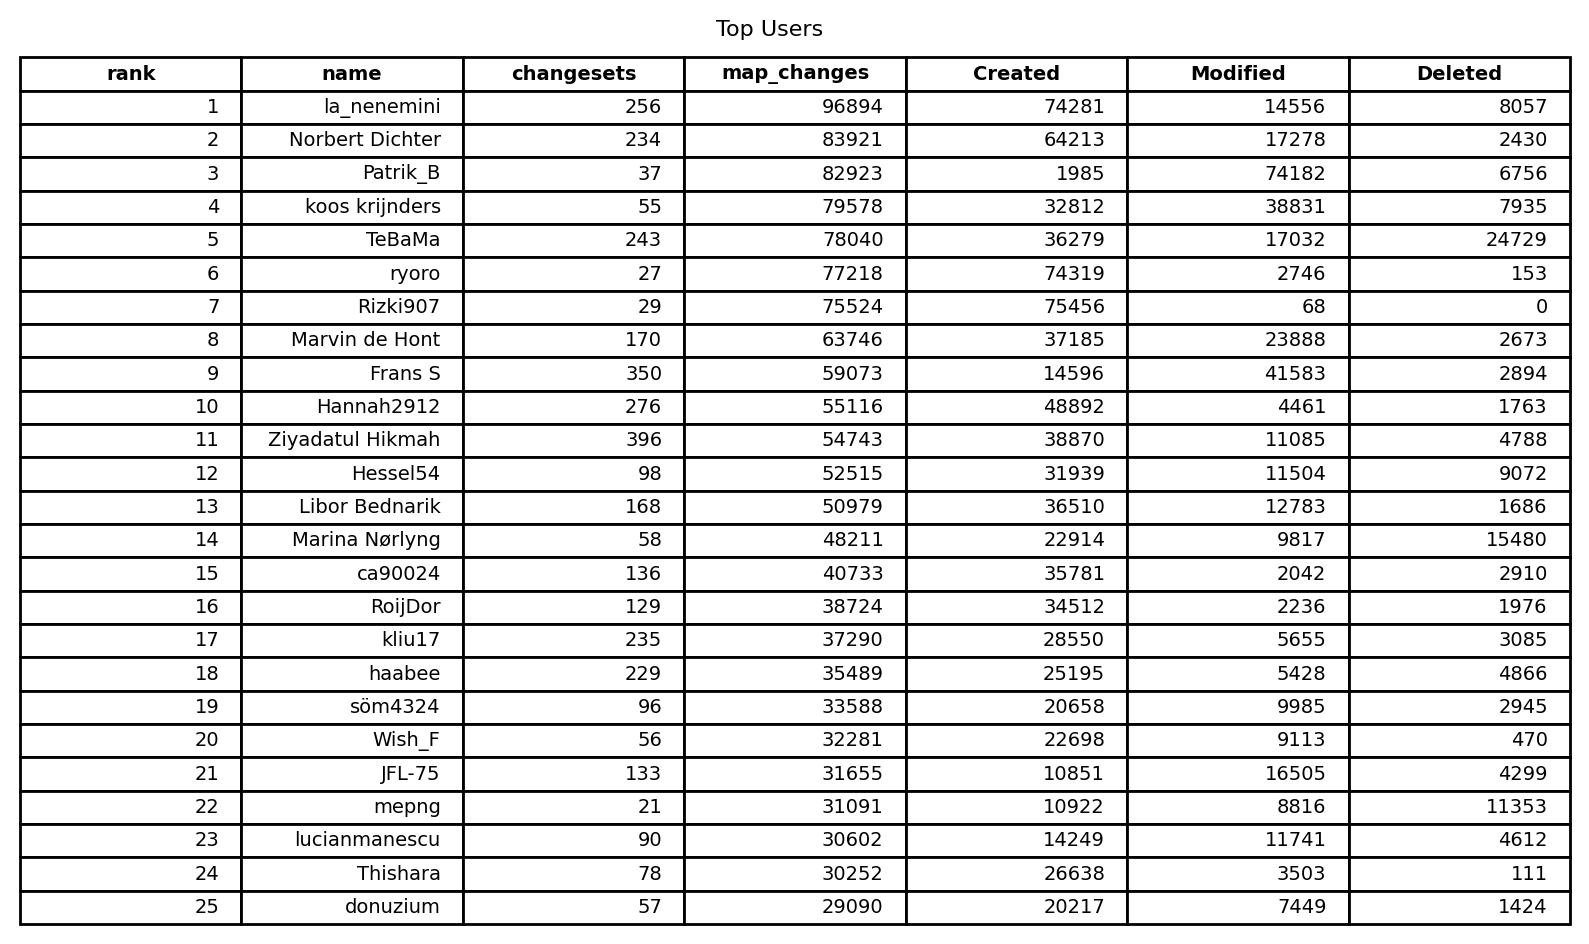 Top Users
rank name changesets map_changes Created Modified Deleted
1 la_nenemini 256 96894 74281 14556 8057
2 Norbert Dichter 234 83921 64213 17278 2430
3 Patrik_B 37 82923 1985 74182 6756
4 koos krijnders 55 79578 32812 38831 7935
5 TeBaMa 243 78040 36279 17032 24729
6 ryoro 27 77218 74319 2746 153
7 Rizki907 29 75524 75456 68 0
8 Marvin de Hont 170 63746 37185 23888 2673
9 Frans S 350 59073 14596 41583 2894
10 Hannah2912 276 55116 48892 4461 1763
11 Ziyadatul Hikmah 396 54743 38870 11085 4788
12 Hessel54 98 52515 31939 11504 9072
13 Libor Bednarik 168 50979 36510 12783 1686
14 Marina Nørlyng 58 48211 22914 9817 15480
15 ca90024 136 40733 35781 2042 2910
16 RoijDor 129 38724 34512 2236 1976
17 kliu17 235 37290 28550 5655 3085
18 haabee 229 35489 25195 5428 4866
19 söm4324 96 33588 20658 9985 2945
20 Wish_F 56 32281 22698 9113 470
21 JFL-75 133 31655 10851 16505 4299
22 mepng 21 31091 10922 8816 11353
23 lucianmanescu 90 30602 14249 11741 4612
24 Thishara 78 30252 26638 3503 111
25 donuzium 57 29090 20217 7449 1424